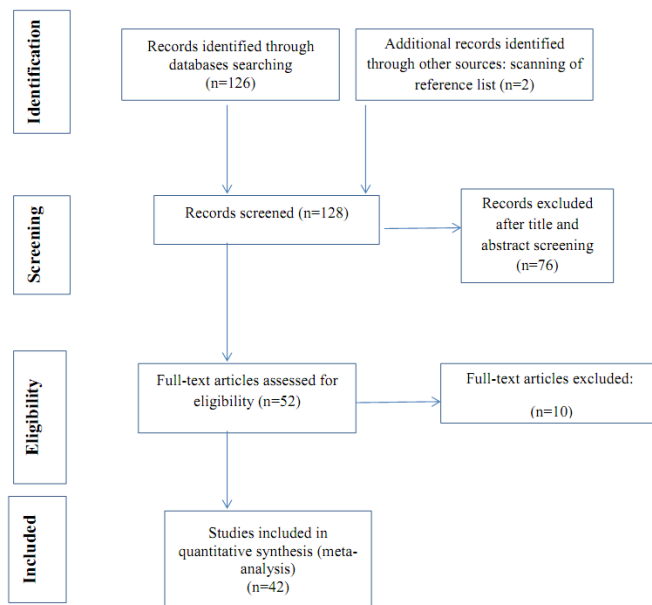 Identification
Records identified through
databases searching
(n=126)
Additional records identified
through other sources: scanning of
reference list (n=2)
Screening
Records screened (n=128)
Records excluded
after title and
abstract screening
(n=76)
Eligibility
Full-text articles assessed for
eligibility (n=52)
Full-text articles excluded:
(n=10)
Included
Studies included in
quantitative synthesis (meta-
analysis)
(n=42)